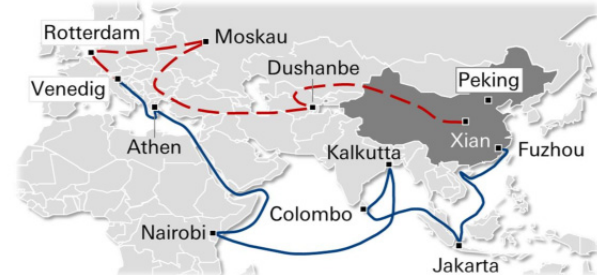 Rotterdam
Moskau
Dushanbe
Venedig
Peking
Athen
Xian
Kalkutta
Fuzhou
Colombo
Nairobi
Jakarta